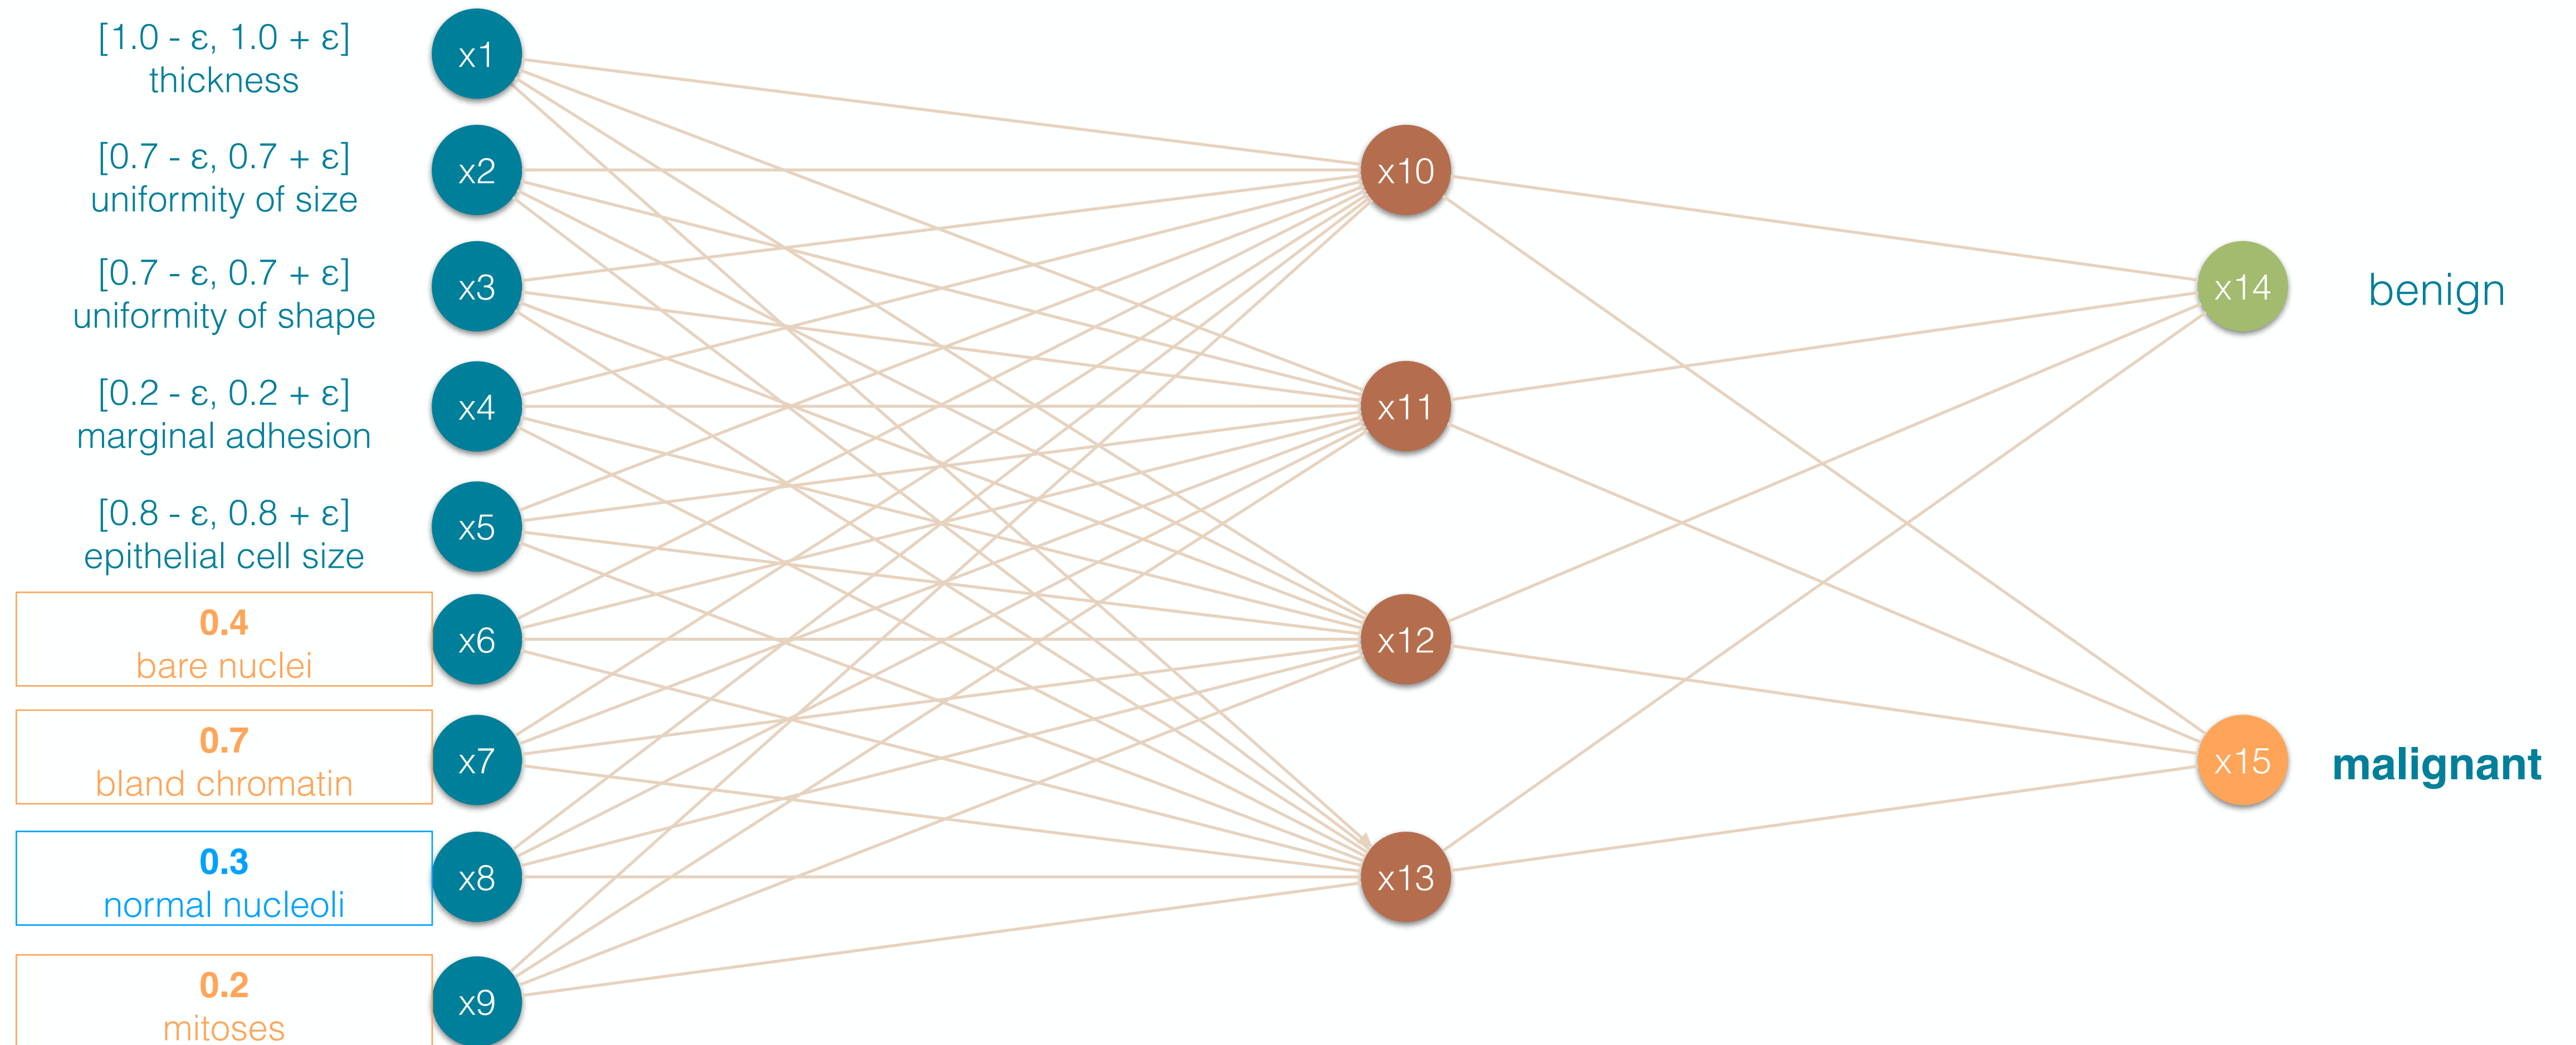 [1.0 - ε, 1.0 + ε]
thickness
x1
[0.7 - ε, 0.7 + ε]
uniformity of size
x2
x10
[0.7 - ε, 0.7 + ε]
uniformity of shape
x3
x14
benign
[0.2 - ε, 0.2 + ε]
marginal adhesion
x4
x11
[0.8 - ε, 0.8 + ε]
epithelial cell size
x5
0.4
bare nuclei
x6
x12
0.7
bland chromatin
x7
x15
malignant
0.3
normal nucleoli
x8
x13
0.2
mitoses
x9